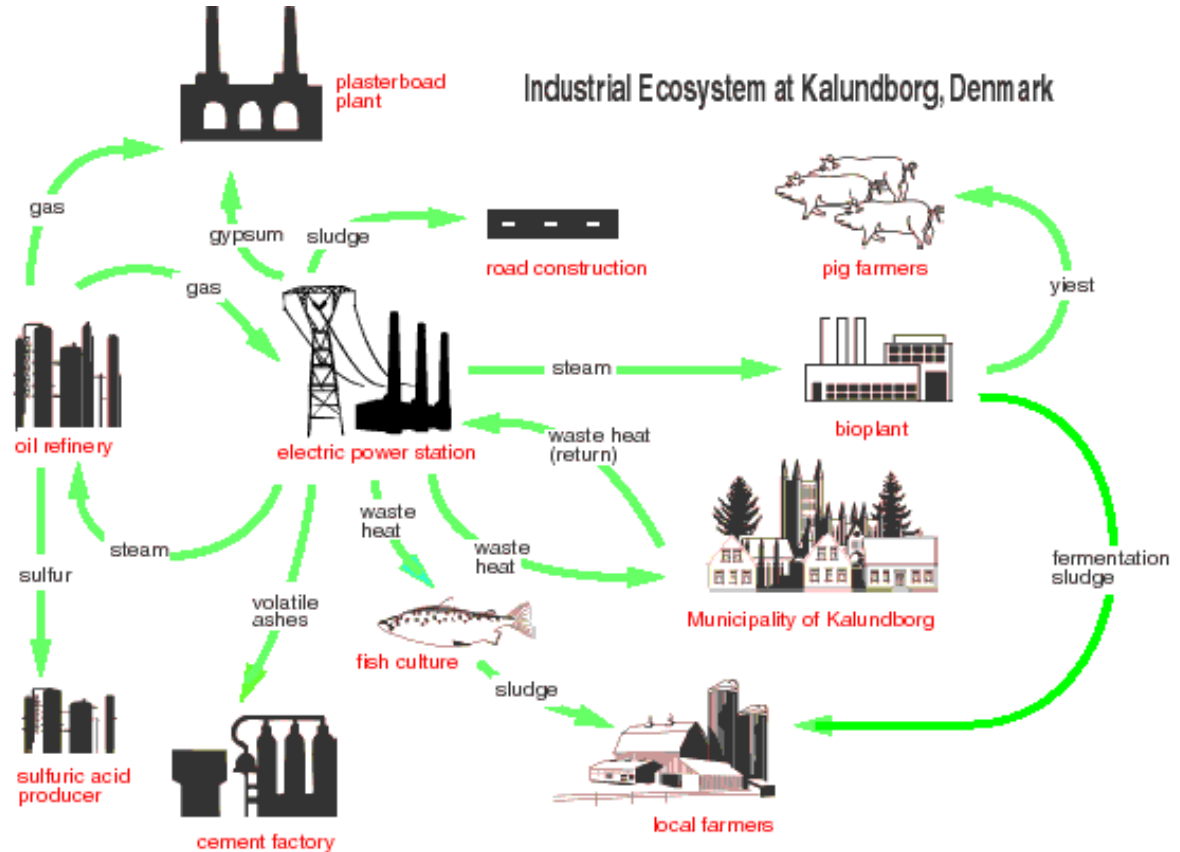 Industrial Ecosystem at Kalundborg, Denmark
plasterboad
plant
gas
gypsum
sludge
road construction
pig farmers
gas
yiest
steam
bioplant
oil refinery
electric power station
waste heat
(return)
waste
heat
steam
waste
heat
fermentation
sludge
sulfur
volatile
ashes
Municipality of Kalundborg
fish culture
sludge
sulfuric acid
producer
cement factory
local farmers